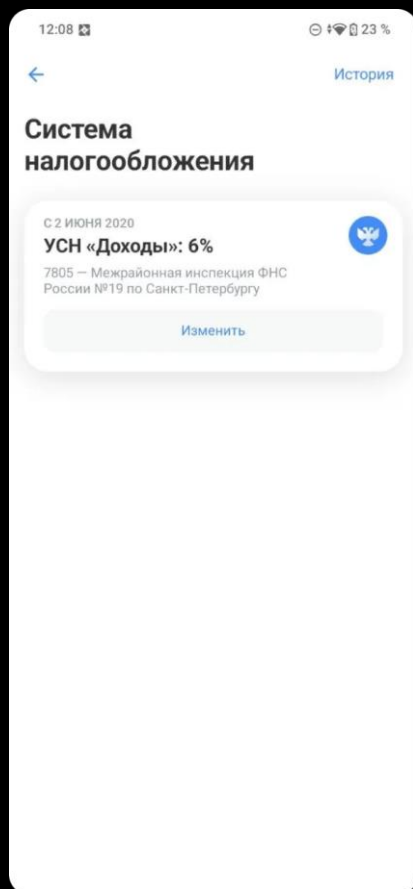 12:08
23 %
История
Система
налогообложения
С 2 ИЮНЯ 2020
УСН «Доходы»: 6%
7805 — Межрайонная инспекция ФНС
России №19 по Санкт-Петербургу
Изменить